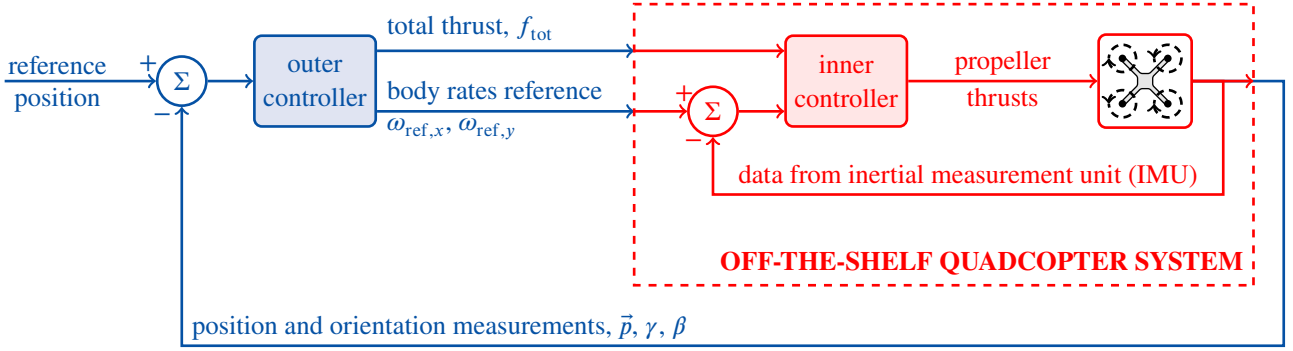 reference
position
+
Σ
−
outer
controller
total thrust, f_tot
body rates reference
ω_ref,x, ω_ref,y
+
Σ
−
inner
controller
propeller
thrusts
data from inertial measurement unit (IMU)
OFF-THE-SHELF QUADCOPTER SYSTEM
position and orientation measurements, p⃗, γ, β